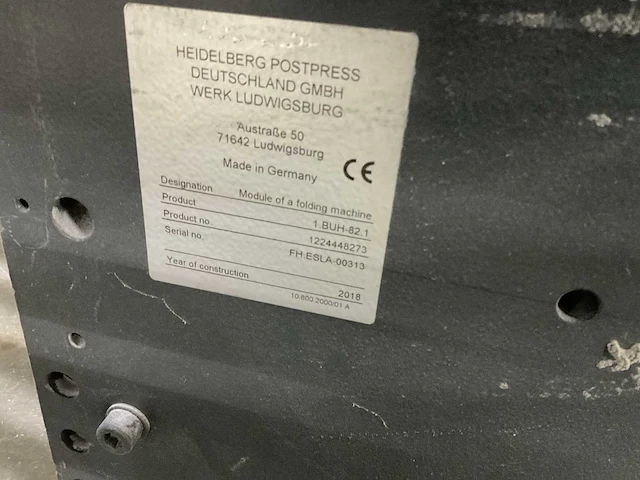 HEIDELBERG POSTPRESS
DEUTSCHLAND GMBH
WERK LUDWIGSBURG
Austraße 50
71642 Ludwigsburg
Made in Germany CE
Designation Module of a folding machine
Product 1.BUH-82.1
Product no. 1224448273
Serial no. FH.ESLA-00313
Year of construction 2018
10.800.2000/01 A